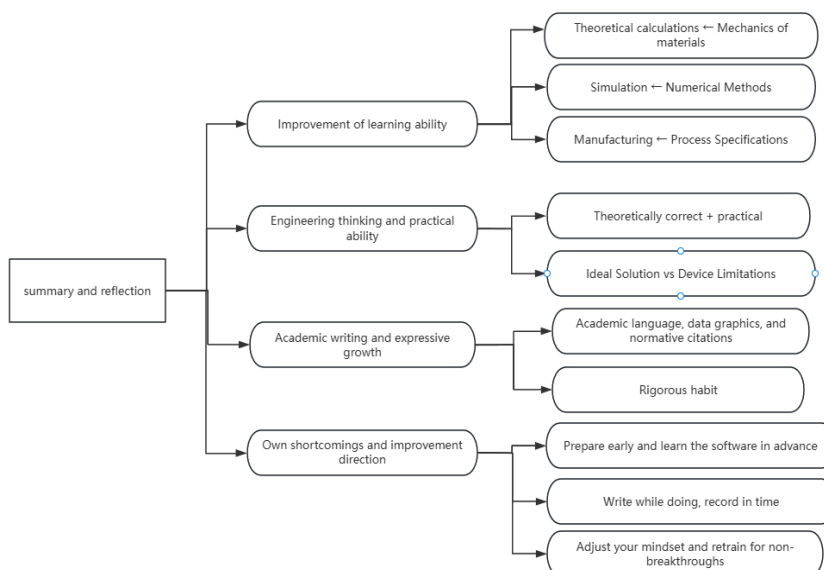 Theoretical calculations ← Mechanics of
materials
Simulation ← Numerical Methods
Improvement of learning ability
Manufacturing ← Process Specifications
Engineering thinking and practical
ability
Theoretically correct + practical
Ideal Solution vs Device Limitations
summary and reflection
Academic writing and expressive
growth
Academic language, data graphics, and
normative citations
Rigorous habit
Own shortcomings and improvement
direction
Prepare early and learn the software in advance
Write while doing, record in time
Adjust your mindset and retrain for non-
breakthroughs